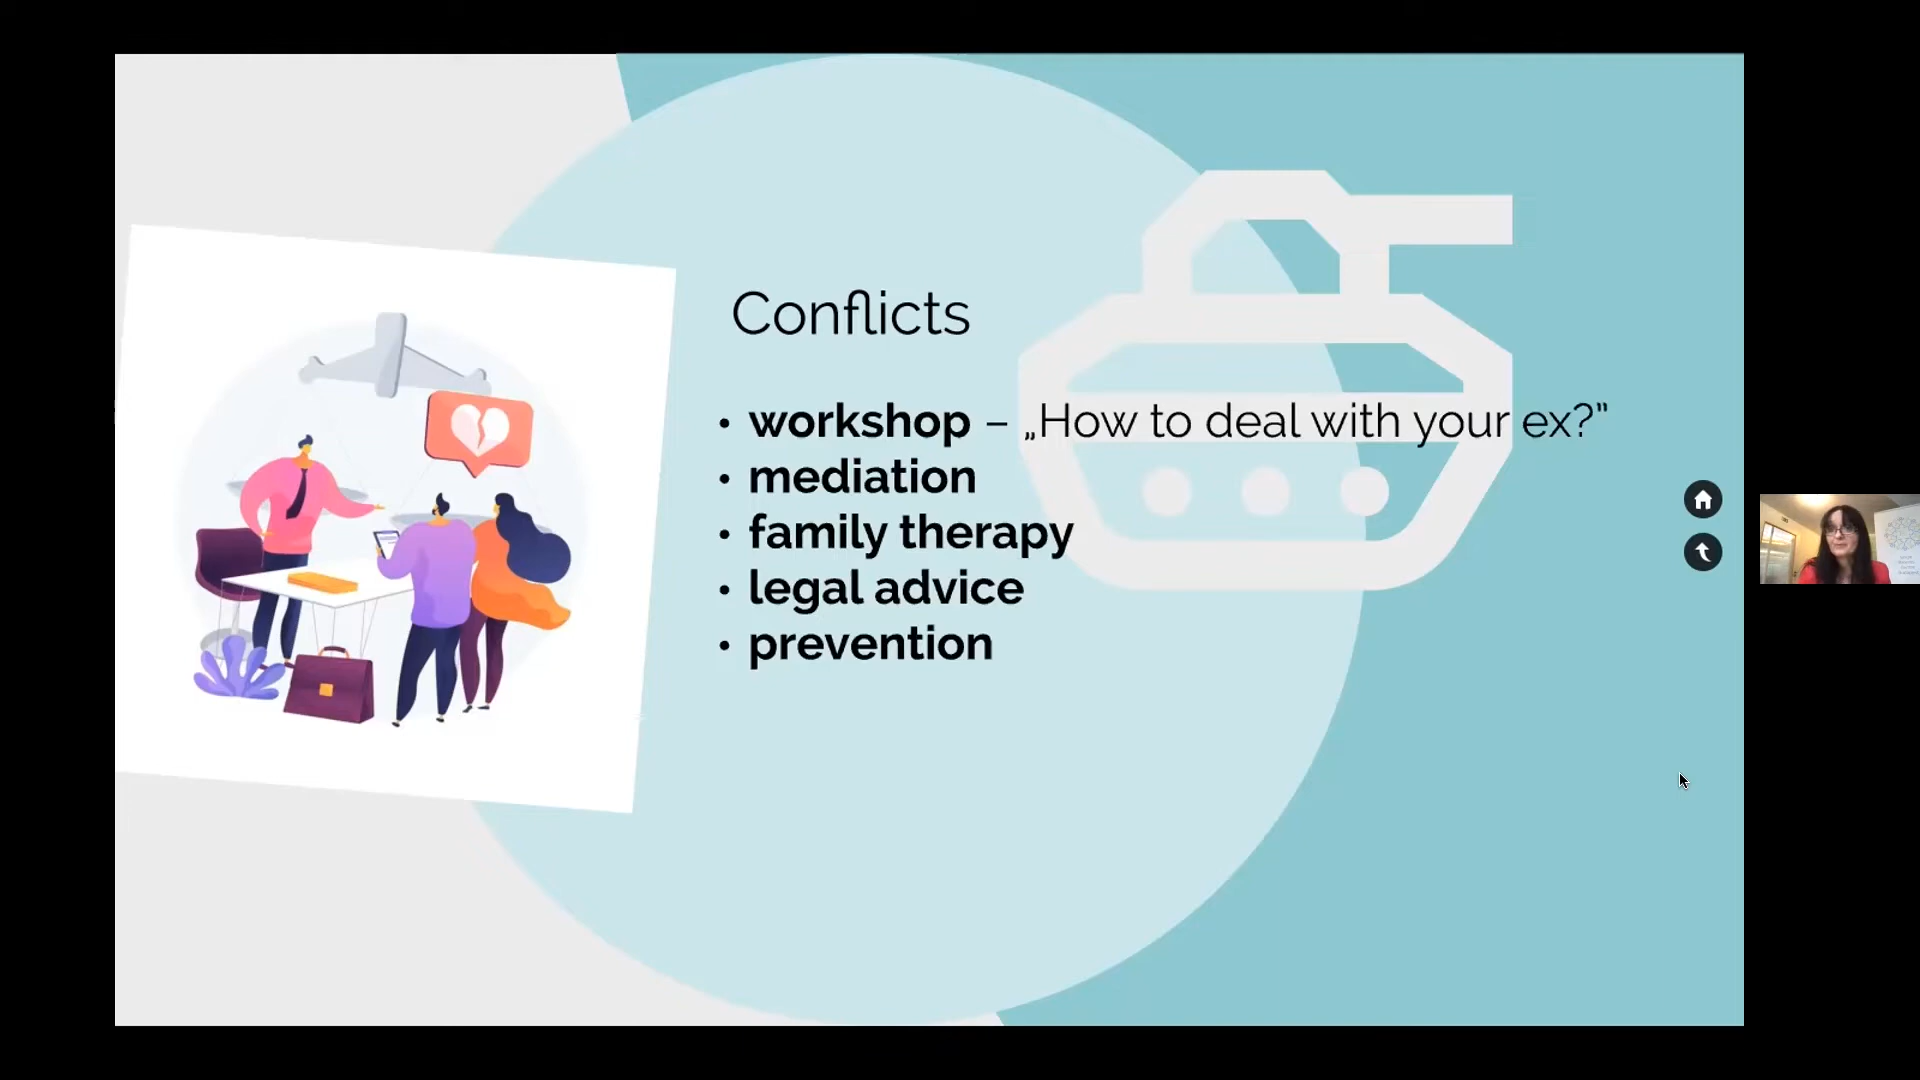 Conflicts
• workshop – „How to deal with your ex?”
• mediation
• family therapy
• legal advice
• prevention